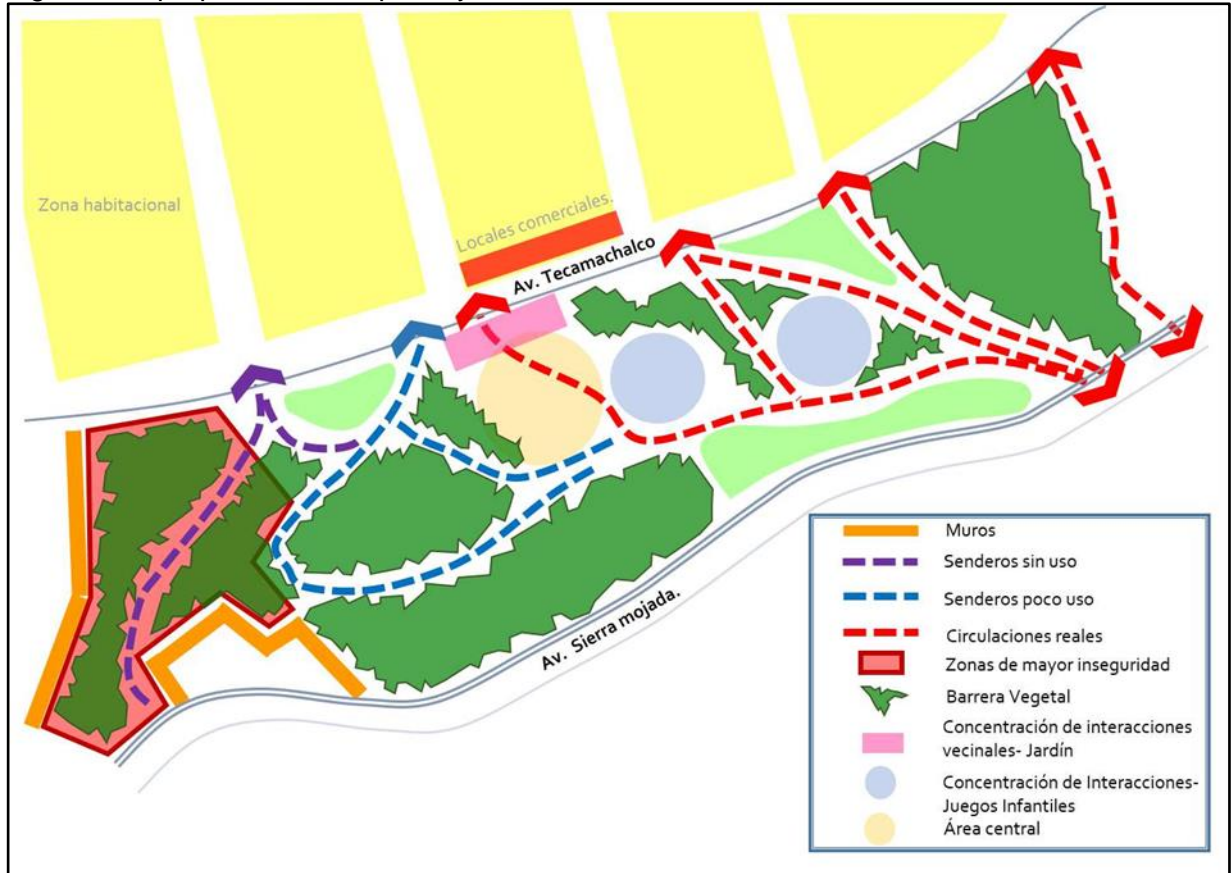 Zona habitacional
Locales comerciales.
Av. Tecamachalco
Av. Sierra mojada.
Muros
Senderos sin uso
Senderos poco uso
Circulaciones reales
Zonas de mayor inseguridad
Barrera Vegetal
Concentración de interacciones
vecinales- Jardín
Concentración de Interacciones-
Juegos Infantiles
Área central